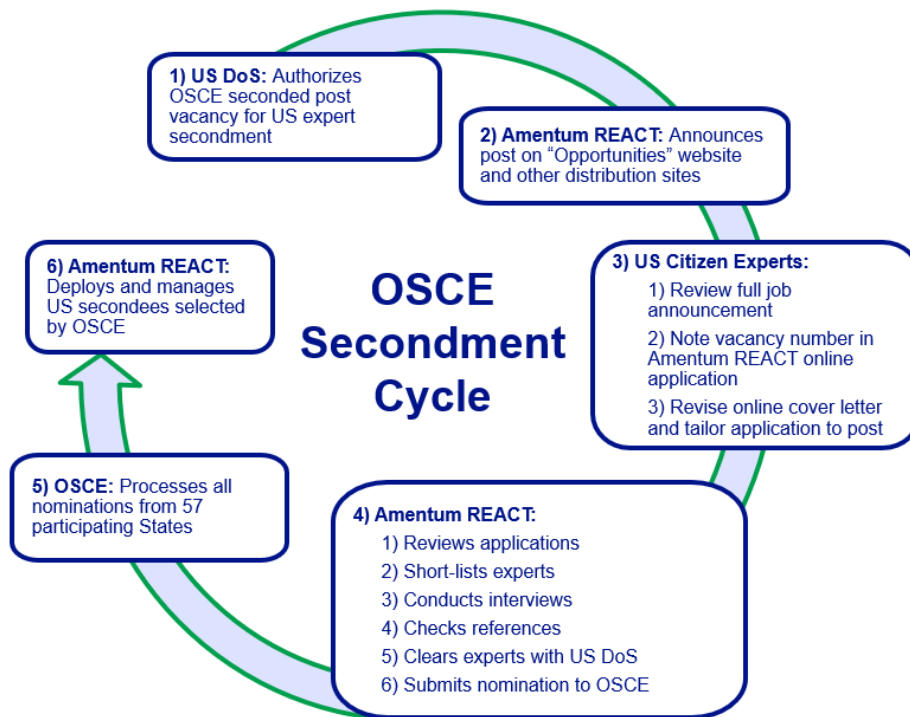 1) US DoS: Authorizes
OSCE seconded post
vacancy for US expert
secondment
2) Amentum REACT: Announces
post on “Opportunities” website
and other distribution sites
3) US Citizen Experts:
1) Review full job
announcement
2) Note vacancy number in
Amentum REACT online
application
3) Revise online cover letter
and tailor application to post
4) Amentum REACT:
1) Reviews applications
2) Short-lists experts
3) Conducts interviews
4) Checks references
5) Clears experts with US DoS
6) Submits nomination to OSCE
5) OSCE: Processes all
nominations from 57
participating States
6) Amentum REACT:
Deploys and manages
US secondees selected
by OSCE
OSCE
Secondment
Cycle